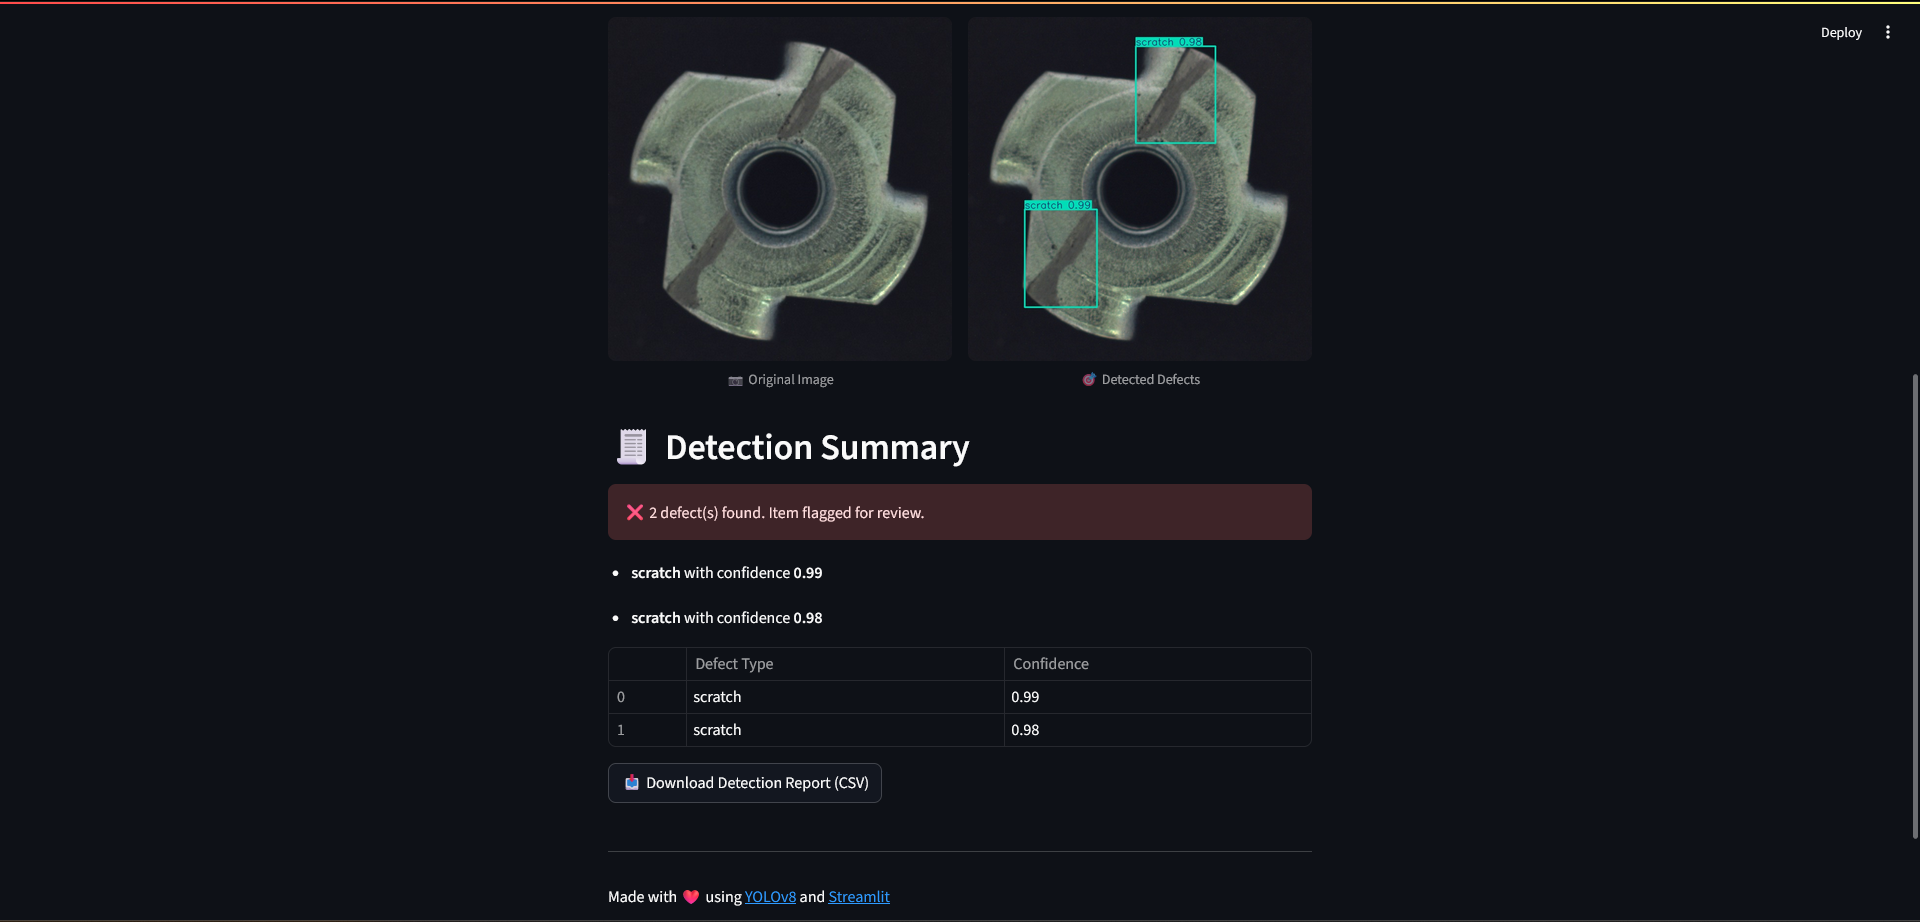 Deploy
scratch 0.98
scratch 0.99
Original Image
Detected Defects
Detection Summary
2 defect(s) found. Item flagged for review.
scratch with confidence 0.99
scratch with confidence 0.98
Defect Type Confidence
0 scratch 0.99
1 scratch 0.98
Download Detection Report (CSV)
Made with ❤️ using YOLOv8 and Streamlit